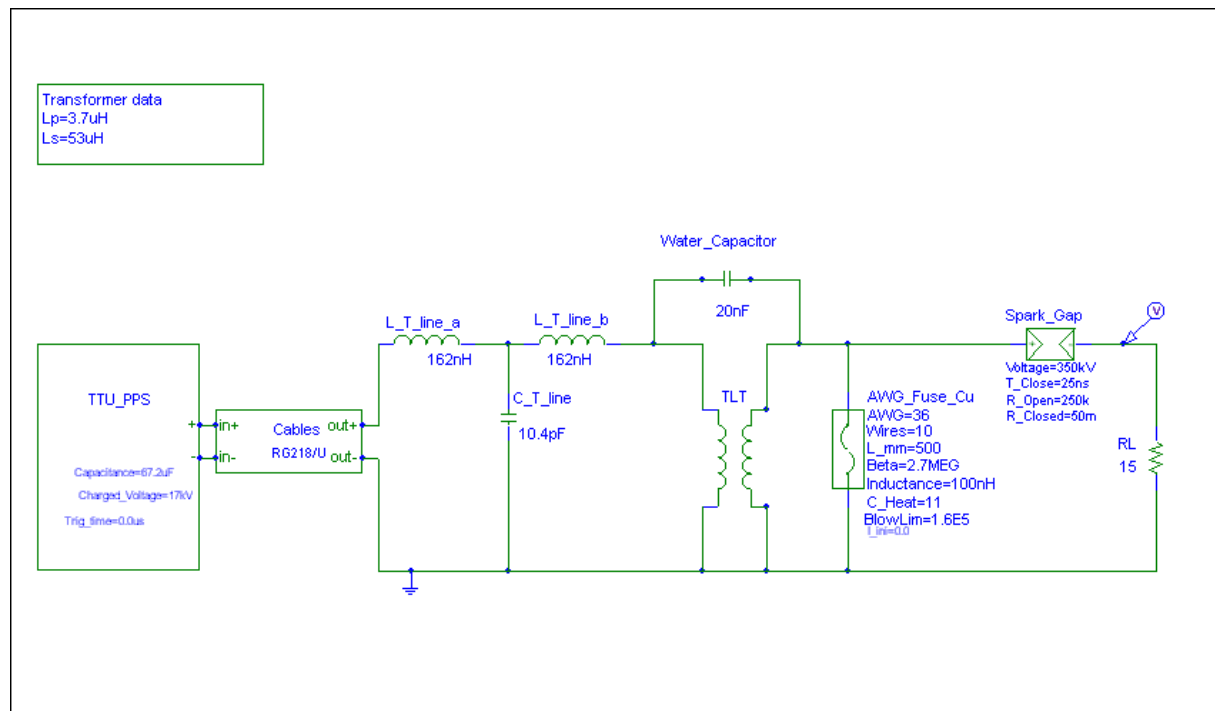 Transformer data
Lp=3.7uH
Ls=53uH
Water_Capacitor
20nF
L_T_line_a
162nH
L_T_line_b
162nH
C_T_line
10.4pF
TLT
Spark_Gap
Voltage=350kV
T_Close=25ns
R_Open=250k
R_Closed=50m
V
TTU_PPS
+
-
Capacitance=67.2uF
Charged_Voltage=17kV
Trig_time=0.0us
in+
in-
Cables
RG218/U
out+
out-
AWG_Fuse_Cu
AWG=36
Wires=10
L_mm=500
Beta=2.7MEG
Inductance=100nH
C_Heat=11
BlowLim=1.6E5
I_ini=0.0
RL
15